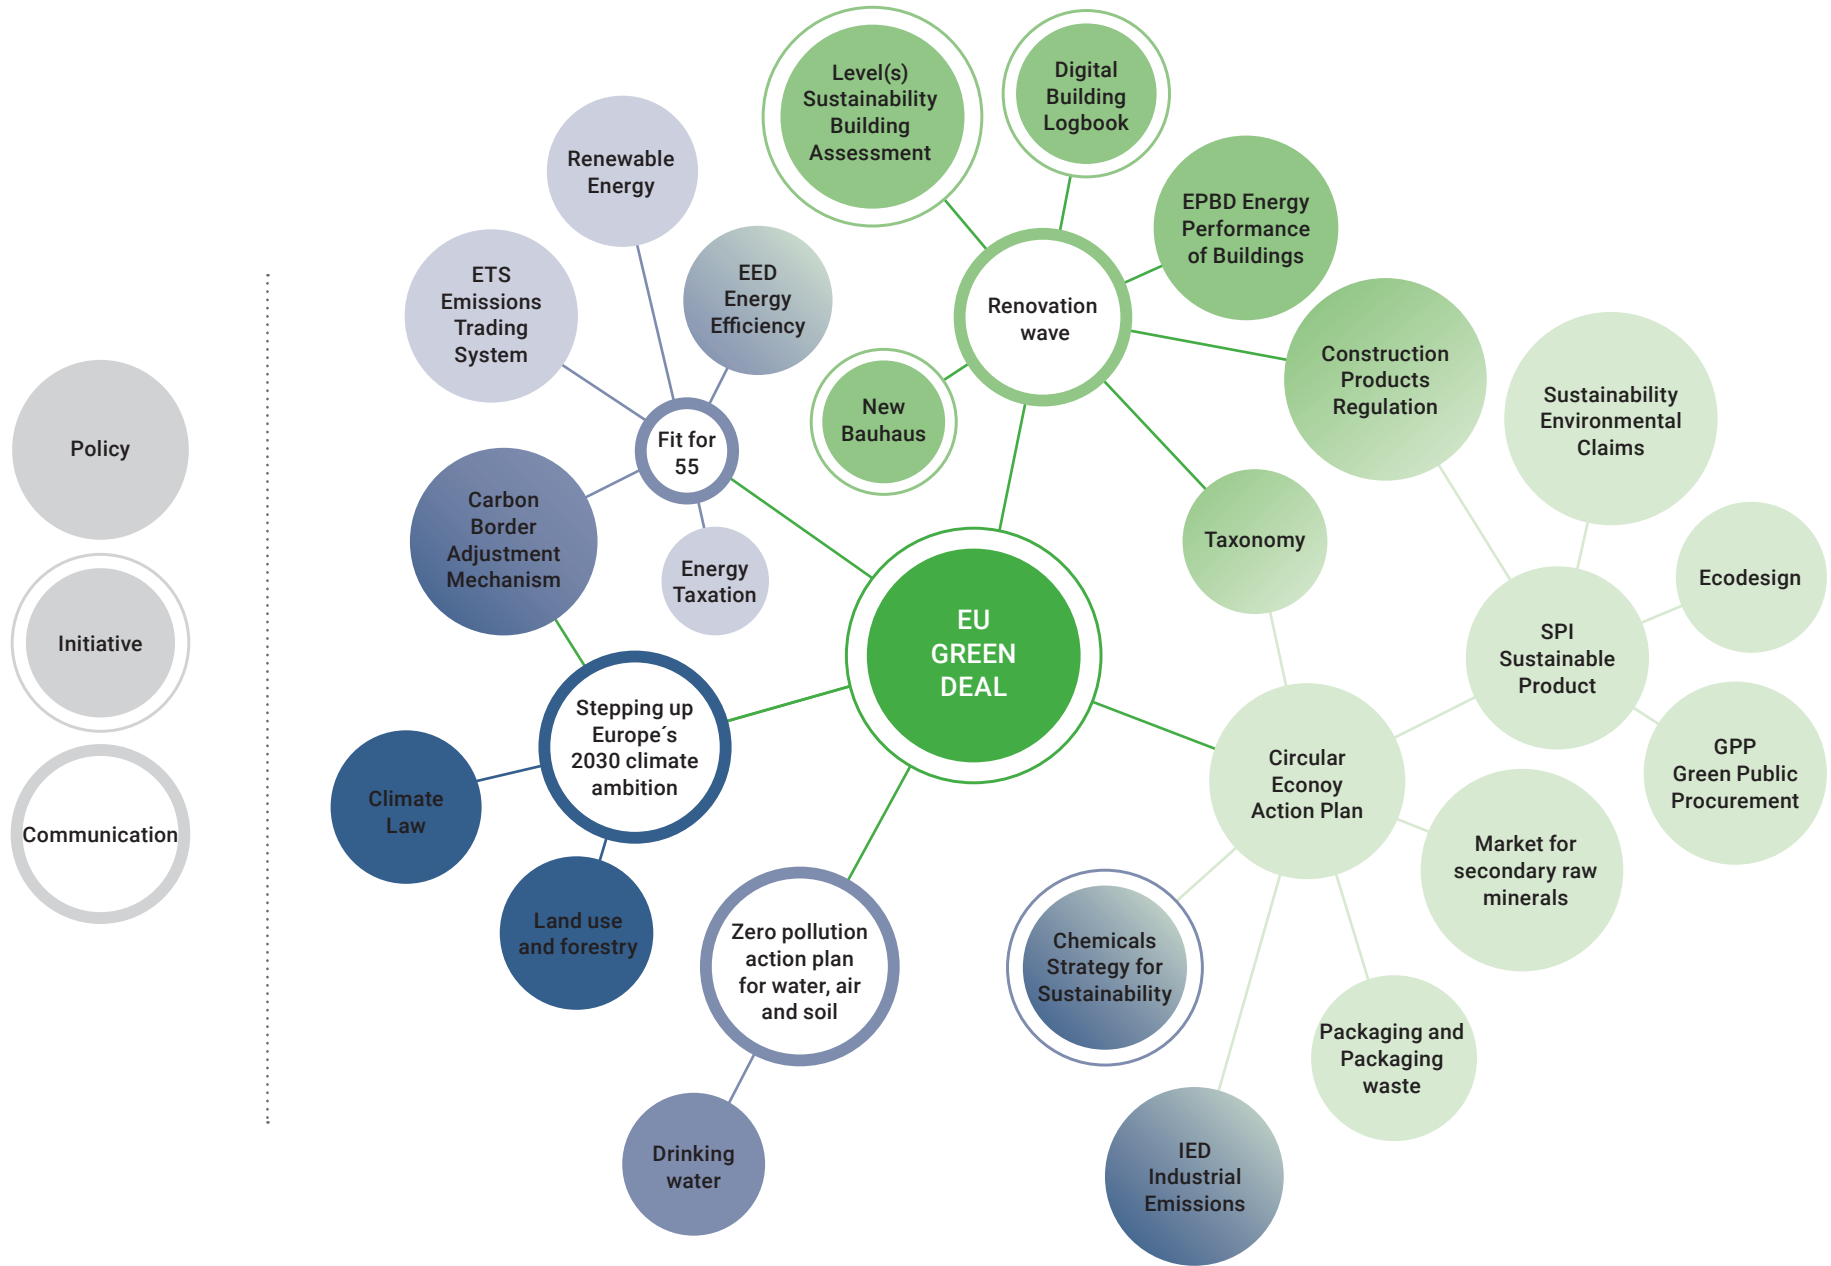 Policy
Initiative
Communication
Level(s)
Sustainability
Building
Assessment
Digital
Building
Logbook
Renewable
Energy
EPBD Energy
Performance
of Buildings
ETS
Emissions
Trading
System
EED
Energy
Efficiency
Renovation
wave
Construction
Products
Regulation
Sustainability
Environmental
Claims
New
Bauhaus
Fit for
55
Carbon
Border
Adjustment
Mechanism
Energy
Taxation
Taxonomy
Ecodesign
EU
GREEN
DEAL
SPI
Sustainable
Product
Stepping up
Europe´s
2030 climate
ambition
Circular
Econoy
Action Plan
GPP
Green Public
Procurement
Climate
Law
Market for
secondary raw
minerals
Land use
and forestry
Zero pollution
action plan
for water, air
and soil
Chemicals
Strategy for
Sustainability
Packaging and
Packaging
waste
Drinking
water
IED
Industrial
Emissions